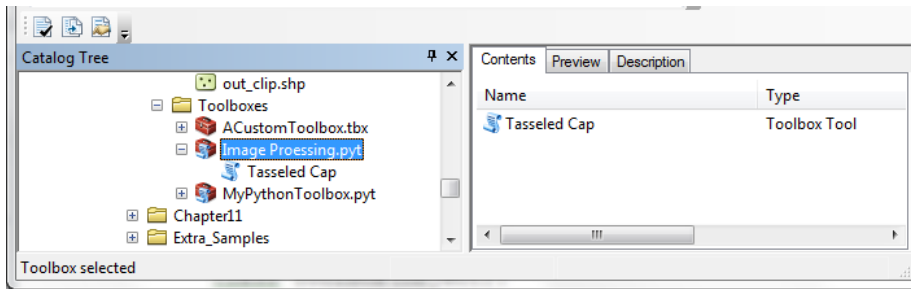 Catalog Tree
out_clip.shp
Toolboxes
ACustomToolbox.tbx
Image Proessing.pyt
Tasseled Cap
MyPythonToolbox.pyt
Chapter11
Extra_Samples
Contents Preview Description
Name Type
Tasseled Cap Toolbox Tool
Toolbox selected